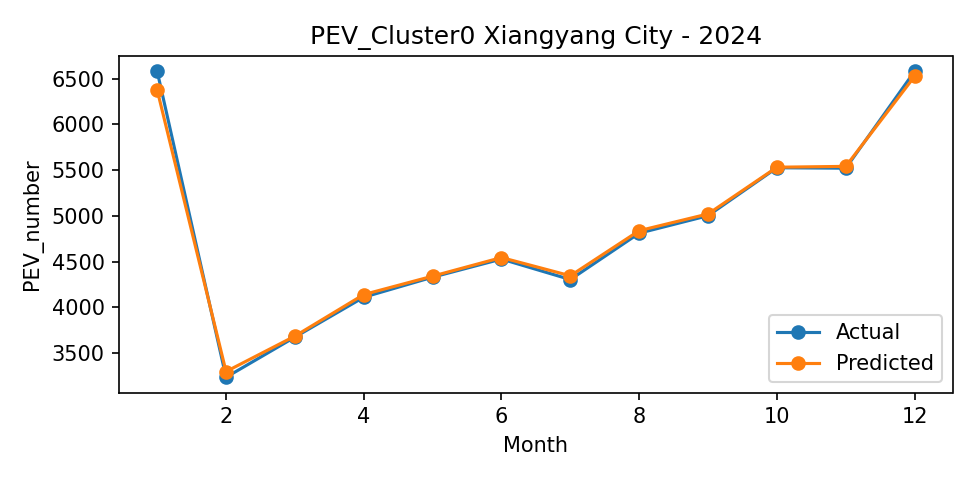 PEV_Cluster0 Xiangyang City - 2024
PEV_number
6500
6000
5500
5000
4500
4000
3500
Actual
Predicted
2 4 6 8 10 12
Month